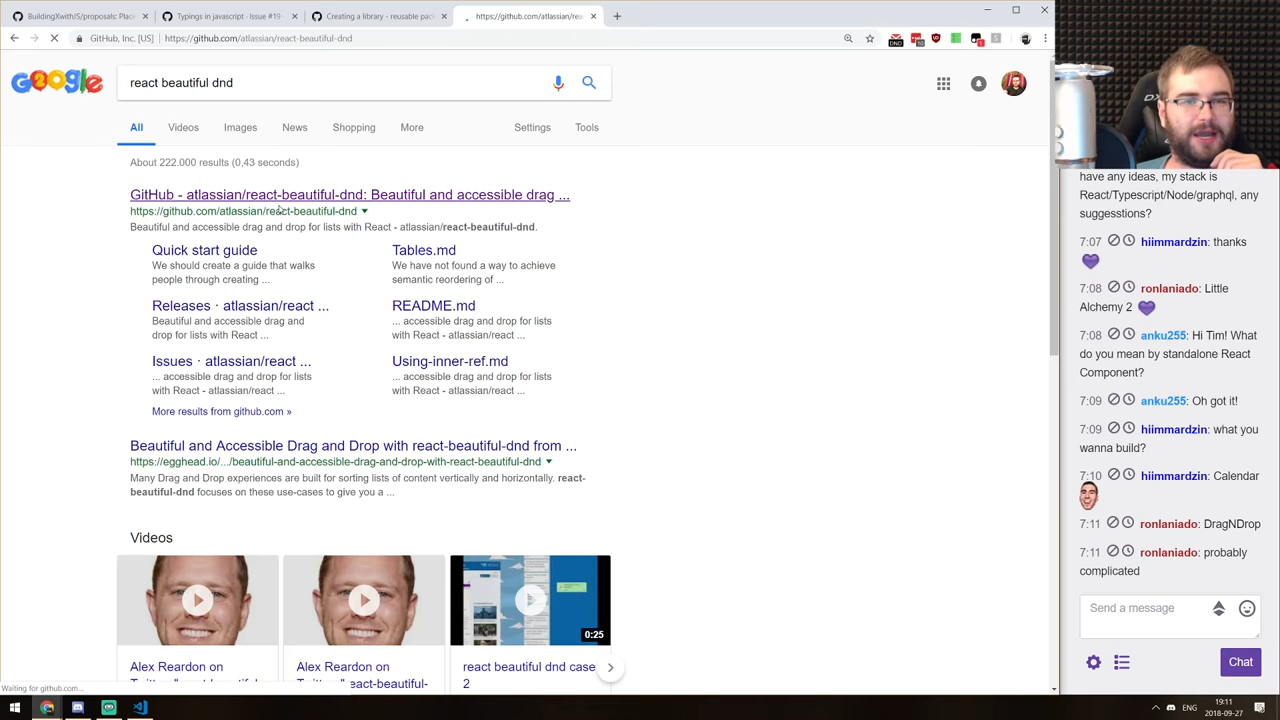 BuildingXwithJS/proposals: Plac
Typings in javascript · Issue #19 ·
Creating a library - reusable pack
https://github.com/atlassian/rea
GitHub, Inc. [US]
https://github.com/atlassian/react-beautiful-dnd
DND
react beautiful dnd
All
Videos
Images
News
Shopping
More
Settings
Tools
About 222.000 results (0,43 seconds)
GitHub - atlassian/react-beautiful-dnd: Beautiful and accessible drag ...
https://github.com/atlassian/react-beautiful-dnd
Beautiful and accessible drag and drop for lists with React - atlassian/react-beautiful-dnd.
Quick start guide
We should create a guide that walks
people through creating ...
Tables.md
We have not found a way to achieve
semantic reordering of ...
Releases · atlassian/react ...
Beautiful and accessible drag and
drop for lists with React ...
README.md
... accessible drag and drop for lists
with React - atlassian/react ...
Issues · atlassian/react ...
... accessible drag and drop for lists
with React - atlassian/react ...
Using-inner-ref.md
... accessible drag and drop for lists
with React - atlassian/react ...
More results from github.com »
Beautiful and Accessible Drag and Drop with react-beautiful-dnd from ...
https://egghead.io/.../beautiful-and-accessible-drag-and-drop-with-react-beautiful-dnd
Many Drag and Drop experiences are built for sorting lists of content vertically and horizontally. react-
beautiful-dnd focuses on these use-cases to give you a ...
Videos
0:25
Alex Reardon on
Alex Reardon on
react-beautiful-
react beautiful dnd case
2
Waiting for github.com...
have any ideas, my stack is
React/Typescript/Node/graphql, any
suggesstions?
7:07 hiimmardzin: thanks
7:08 ronlaniado: Little
Alchemy 2
7:08 anku255: Hi Tim! What
do you mean by standalone React
Component?
7:09 anku255: Oh got it!
7:09 hiimmardzin: what you
wanna build?
7:10 hiimmardzin: Calendar
7:11 ronlaniado: DragNDrop
7:11 ronlaniado: probably
complicated
Send a message
Chat
ENG
19:11
2018-09-27